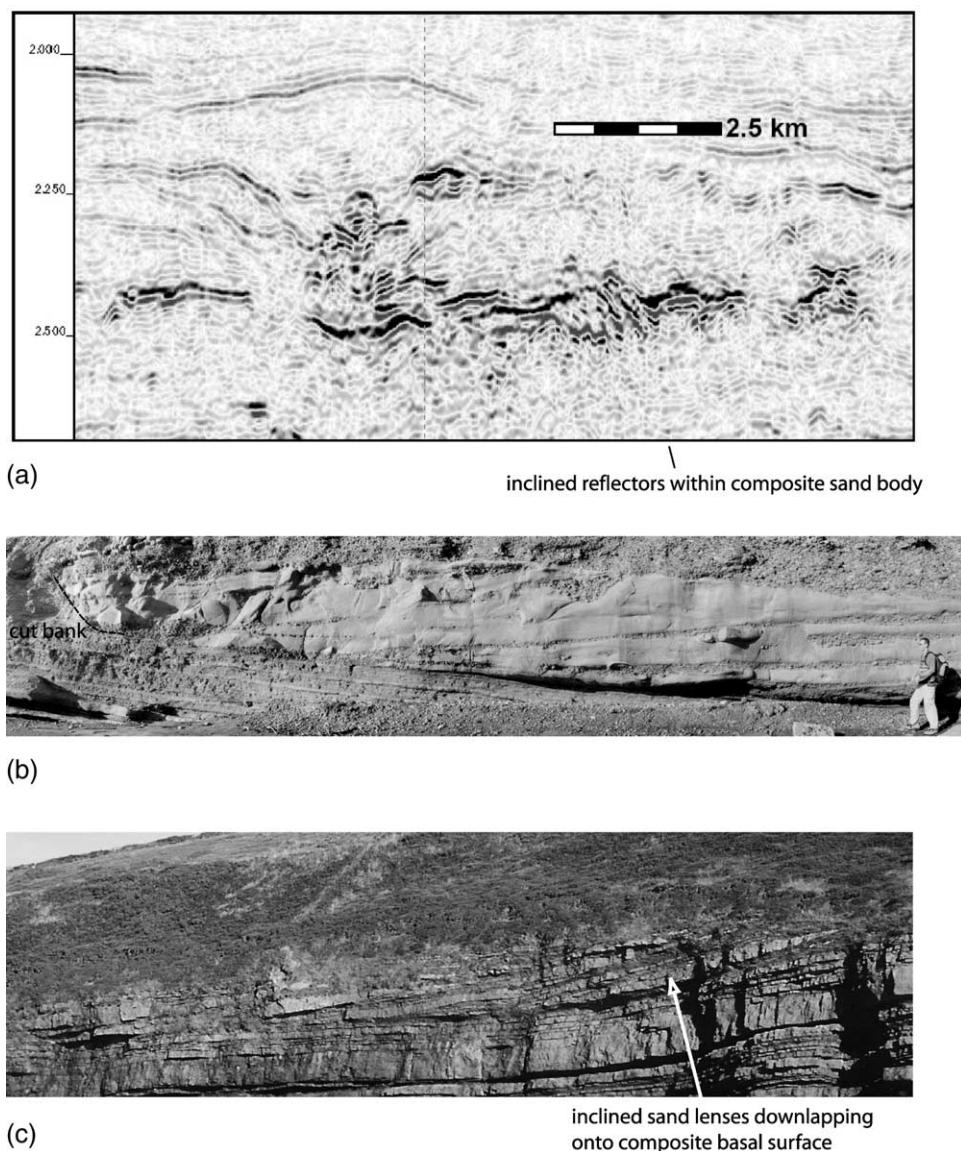 2.000
2.5 km
2.250
2.500
(a)
inclined reflectors within composite sand body
cut bank
(b)
inclined sand lenses downlapping
onto composite basal surface
(c)